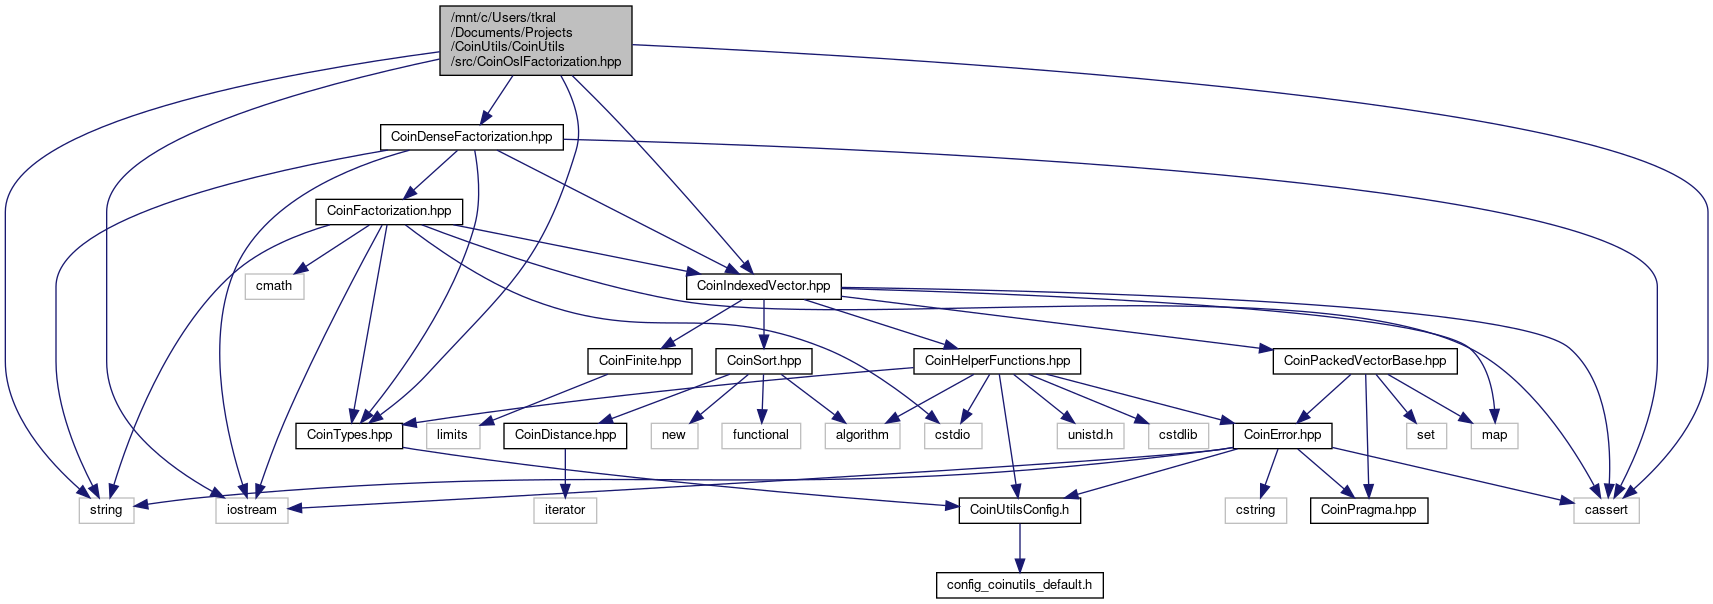 /mnt/c/Users/tkral
/Documents/Projects
/CoinUtils/CoinUtils
/src/CoinOslFactorization.hpp
CoinDenseFactorization.hpp
CoinFactorization.hpp
cmath
CoinIndexedVector.hpp
CoinFinite.hpp
CoinSort.hpp
CoinHelperFunctions.hpp
CoinPackedVectorBase.hpp
CoinTypes.hpp
limits
CoinDistance.hpp
new
functional
algorithm
cstdio
unistd.h
cstdlib
CoinError.hpp
set
map
string
iostream
iterator
CoinUtilsConfig.h
cstring
CoinPragma.hpp
cassert
config_coinutils_default.h